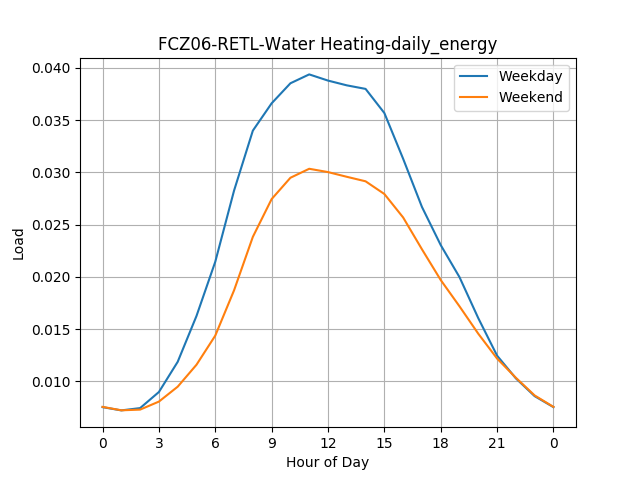 FCZ06-RETL-Water Heating-daily_energy
Weekday
Weekend
Load
0.040
0.035
0.030
0.025
0.020
0.015
0.010
0 3 6 9 12 15 18 21 0
Hour of Day